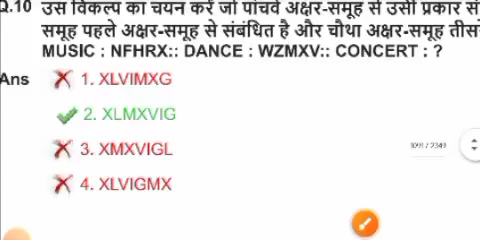 Q.10 उस विकल्प का चयन करें जो पांचवें अक्षर-समूह से उसी प्रकार
समूह पहले अक्षर-समूह से संबंधित है और चौथा अक्षर-समूह
MUSIC : NFHRX:: DANCE : WZMXV:: CONCERT : ?
Ans 1. XLVIMXG
2. XLMXVIG
3. XMXVIGL
4. XLVIGMX